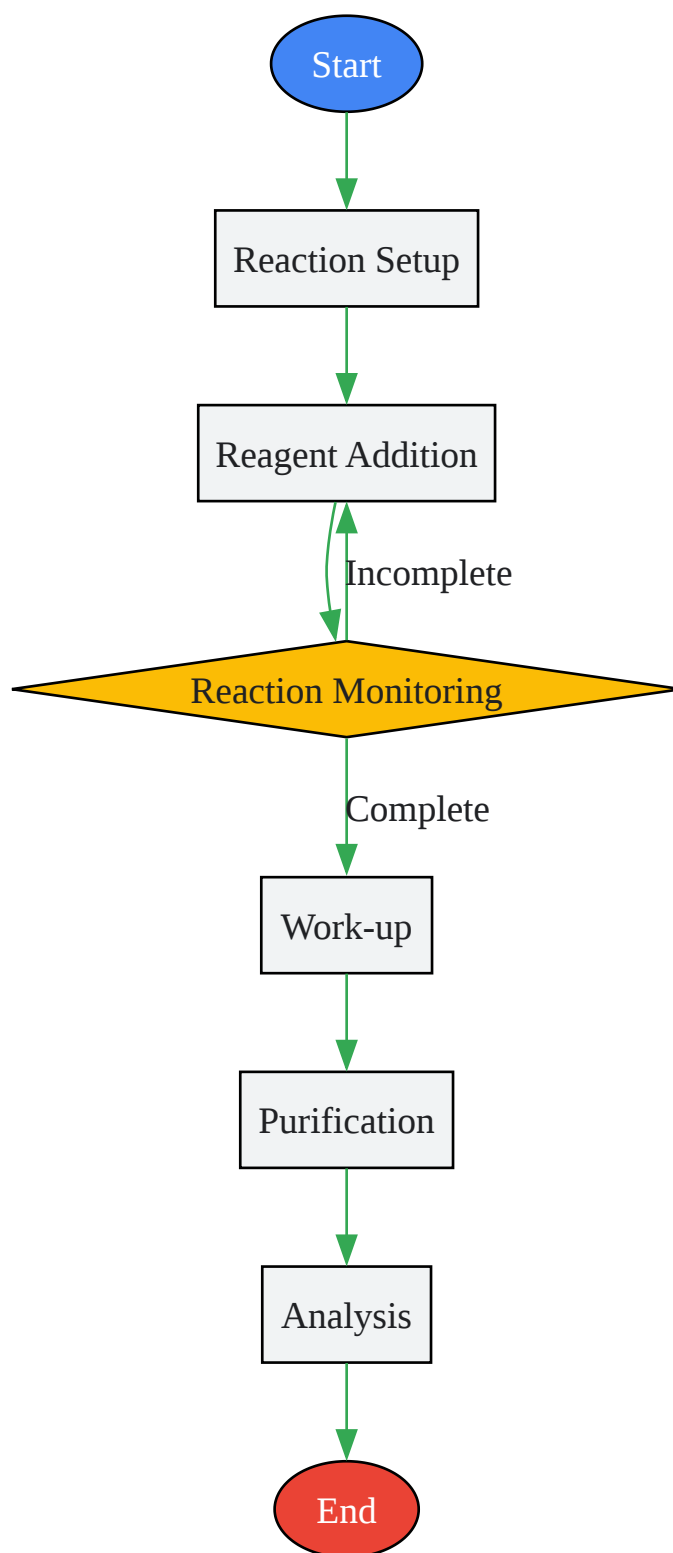 Start
Reaction Setup
Reagent Addition
Incomplete
Reaction Monitoring
Complete
Work-up
Purification
Analysis
End